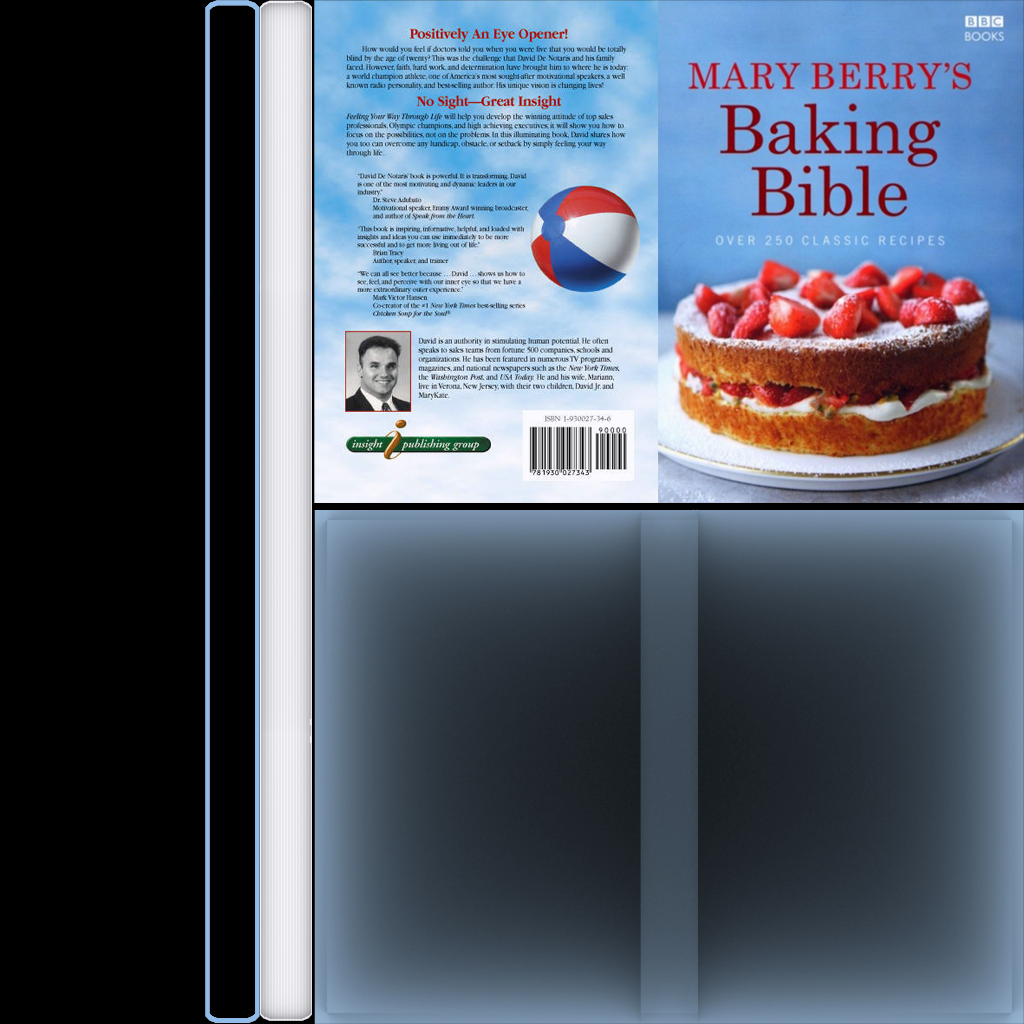 Positively An Eye Opener!
How would you feel if doctors told you when you were five that you would be totally
blind by the age of twenty? This was the challenge that David De Notaris and his family
faced. However, faith, hard work, and determination have brought him to where he is today:
a world champion athlete, one of America's most sought-after motivational speakers, a well
known radio personality, and best-selling author. His unique vision is changing lives!
No Sight—Great Insight
Feeling Your Way Through Life will help you develop the winning attitude of top sales
professionals, Olympic champions, and high achieving executives, it will show you how to
focus on the possibilities, not on the problems. In this illuminating book, David shares how
you too can overcome any handicap, obstacle, or setback by simply feeling your way
through life.
"David De Notaris' book is powerful. It is transforming. David
is one of the most motivating and dynamic leaders in our
industry."
Dr. Steve Adubato
Motivational speaker, Emmy Award winning broadcaster,
and author of Speak from the Heart.
"This book is inspiring, informative, helpful, and loaded with
insights and ideas you can use immediately to be more
successful and to get more living out of life."
Brian Tracy
Author, speaker, and trainer
"We can all see better because . . . David . . . shows us how to
see, feel, and perceive with our inner eye so that we have a
more extraordinary outer experience."
Mark Victor Hansen
Co-creator of the #1 New York Times best-selling series
Chicken Soup for the Soul®
David is an authority in stimulating human potential. He often
speaks to sales teams from fortune 500 companies, schools and
organizations. He has been featured in numerous TV programs,
magazines, and national newspapers such as the New York Times,
the Washington Post, and USA Today. He and his wife, Mariann,
live in Verona, New Jersey, with their two children, David Jr. and
MaryKate.
insight i publishing group
ISBN 1-930027-34-6
90000
781930 027343
BBC
BOOKS
MARY BERRY'S
Baking
Bible
OVER 250 CLASSIC RECIPES